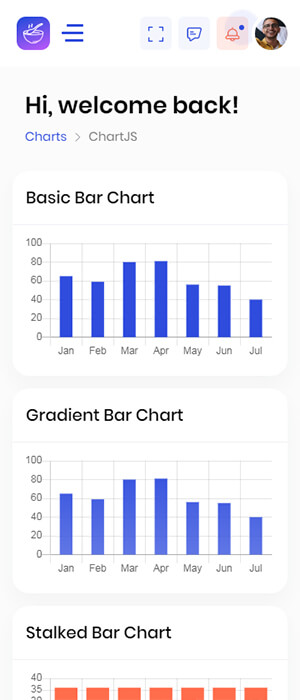 Hi, welcome back!
Charts > ChartJS
Basic Bar Chart
100
80
60
40
20
0
Jan Feb Mar Apr May Jun Jul
Gradient Bar Chart
100
80
60
40
20
0
Jan Feb Mar Apr May Jun Jul
Stalked Bar Chart
40
35
30